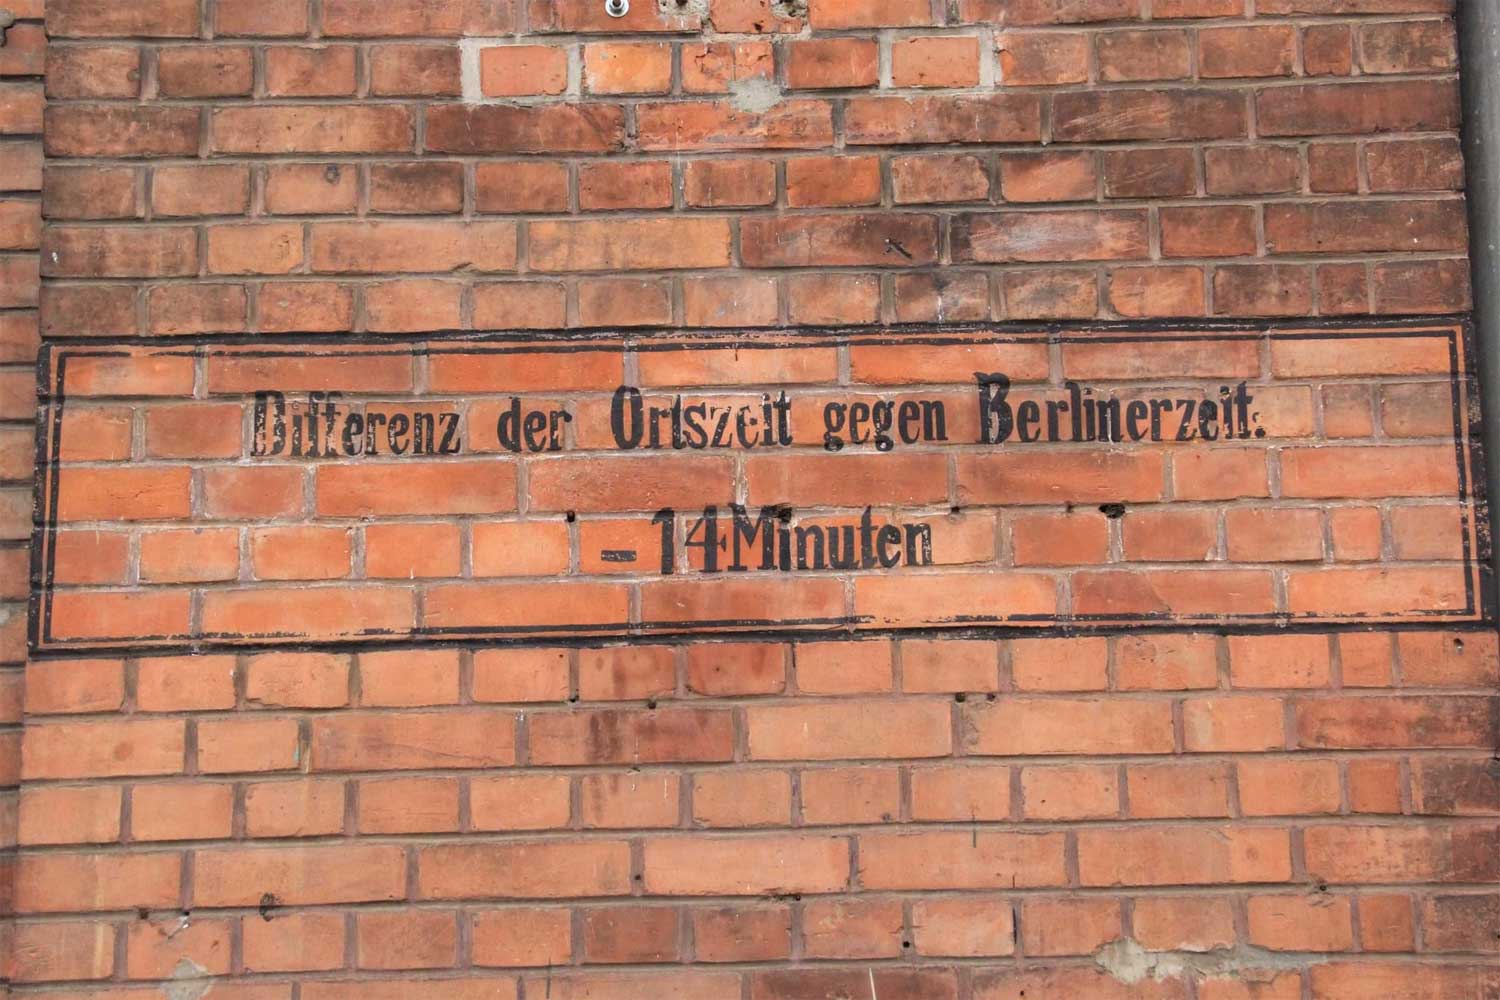 Differenz der Ortszeit gegen Berlinerzeit:
- 14 Minuten